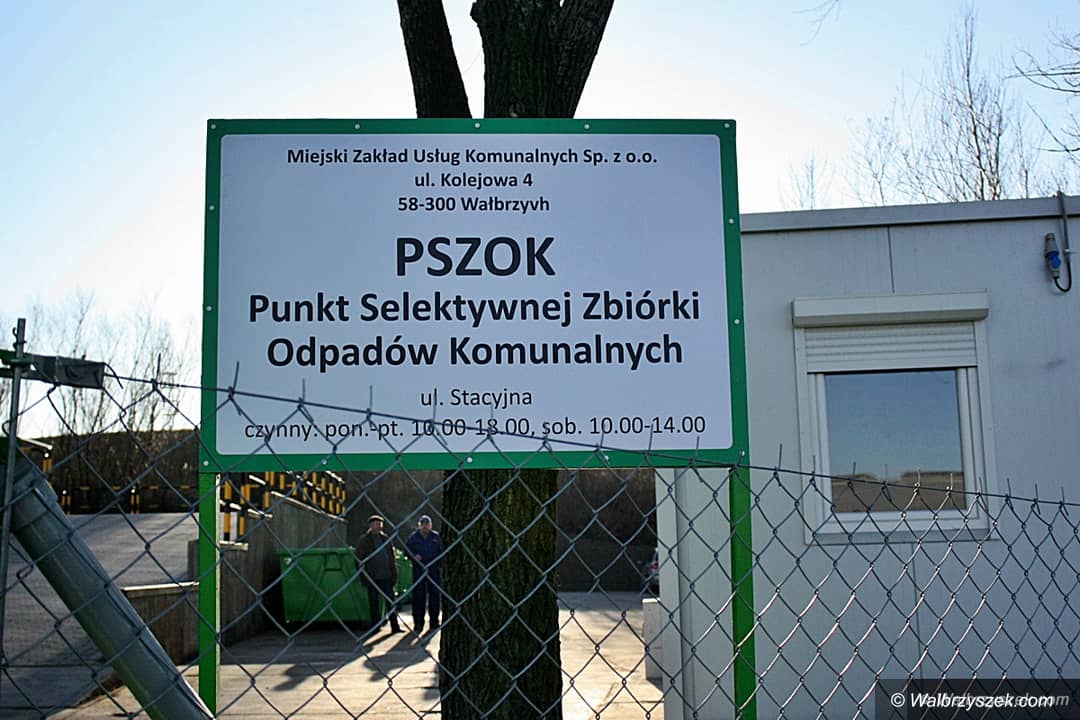 Miejski Zakład Usług Komunalnych Sp. z o.o.
ul. Kolejowa 4
58-300 Wałbrzyvh
PSZOK
Punkt Selektywnej Zbiórki
Odpadów Komunalnych
ul. Stacyjna
czynny: pon.-pt. 10.00-18.00, sob. 10.00-14.00
© Walbrzyszek.com